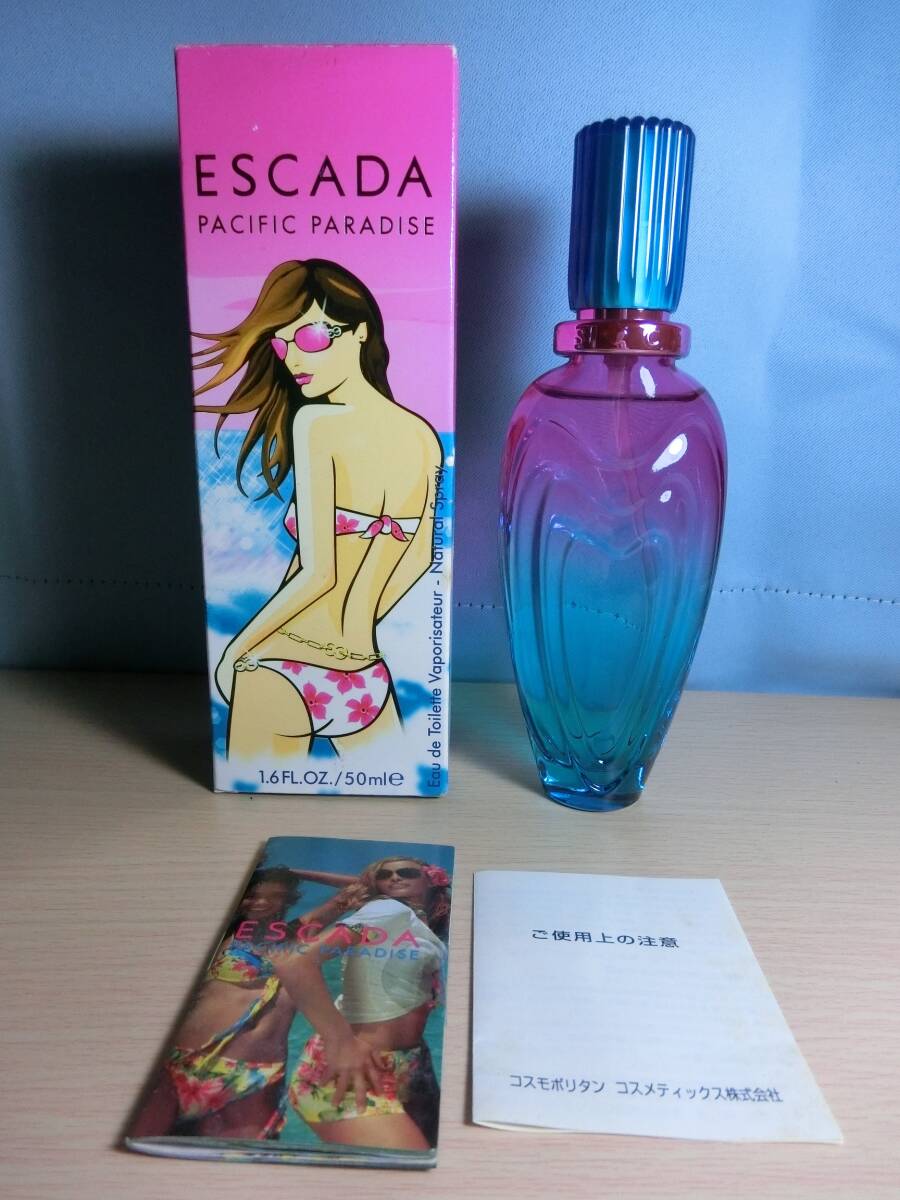 ESCADA
PACIFIC PARADISE
Eau de Toilette Vaporisateur - Natural Spray
1.6 FL.OZ./50ml℮
ESCADA
PACIFIC PARADISE
ご使用上の注意
コスモポリタン コスメティックス株式会社